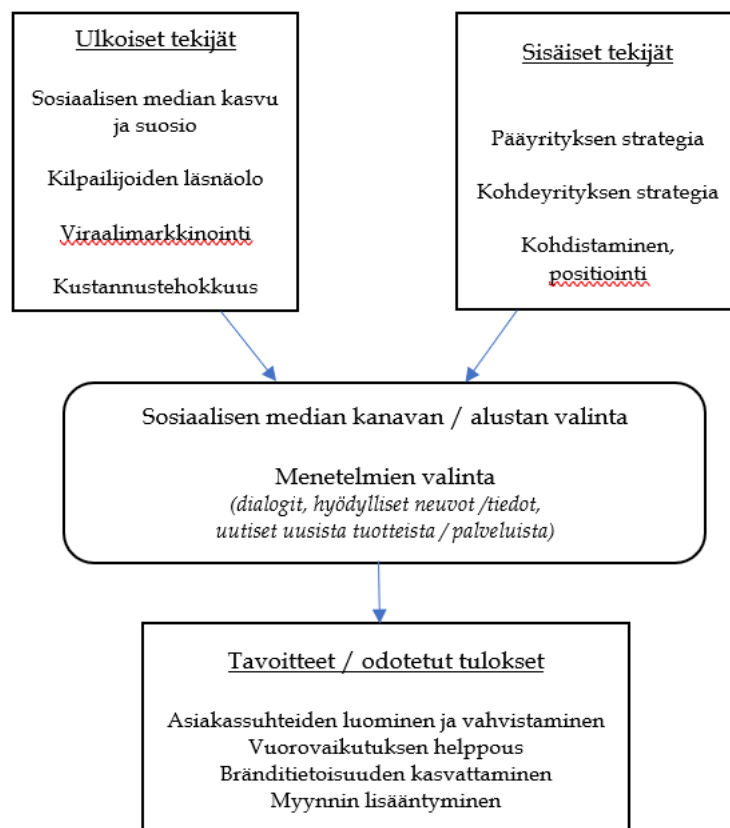 Ulkoiset tekijät
Sosiaalisen median kasvu
ja suosio
Kilpailijoiden läsnäolo
Viraalimarkkinointi
Kustannustehokkuus
Sisäiset tekijät
Pääyrityksen strategia
Kohdeyrityksen strategia
Kohdistaminen,
positiointi
Sosiaalisen median kanavan / alustan valinta
Menetelmien valinta
(dialogit, hyödylliset neuvot /tiedot,
uutiset uusista tuotteista / palveluista)
Tavoitteet / odotetut tulokset
Asiakassuhteiden luominen ja vahvistaminen
Vuorovaikutuksen helppous
Bränditietoisuuden kasvattaminen
Myynnin lisääntyminen